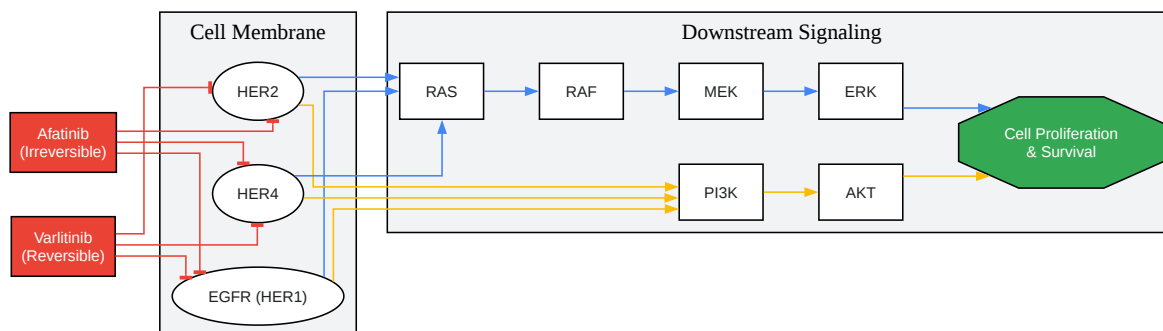 Cell Membrane
Downstream Signaling
HER2
RAS
RAF
MEK
ERK
Afatinib
(Irreversible)
Cell Proliferation
& Survival
HER4
PI3K
AKT
Varlitinib
(Reversible)
EGFR (HER1)